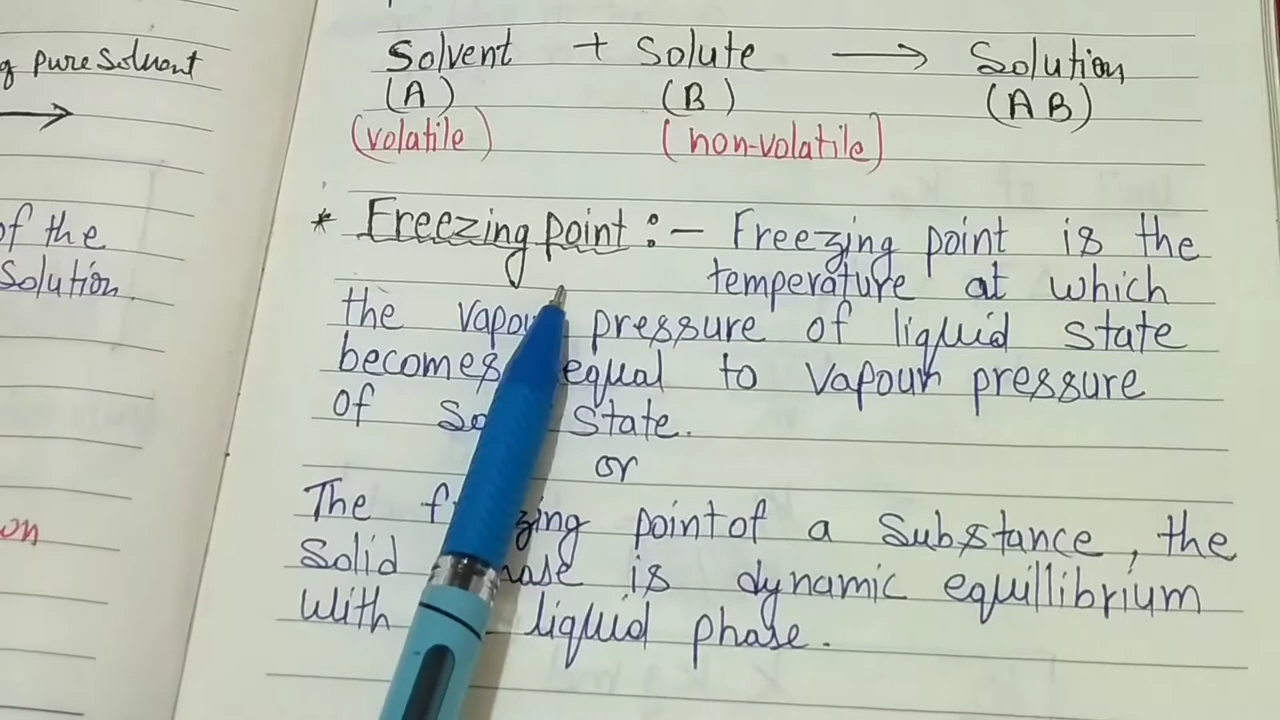 of pure Solvent
of the
Solution.
on
Solvent + Solute → Solution
(A) (B) (AB)
(volatile) (non-volatile)
* Freezing point :- Freezing point is the
temperature at which
the pressure of liquid state
becomes equal to vapour pressure
of state.
or
The point of a substance, the
solid is dynamic equillibrium
with liquid phase.